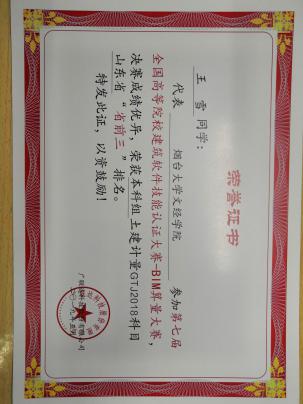 荣誉证书
王 雪 同学:
代表 烟台大学文经学院 参加第七届
全国高等院校建筑软件技能认证大赛-BIM算量大赛,
决赛成绩优异,荣获本科组土建计量GTJ2018科目
山东省 “省前三” 排名。
特发此证,以资鼓励!